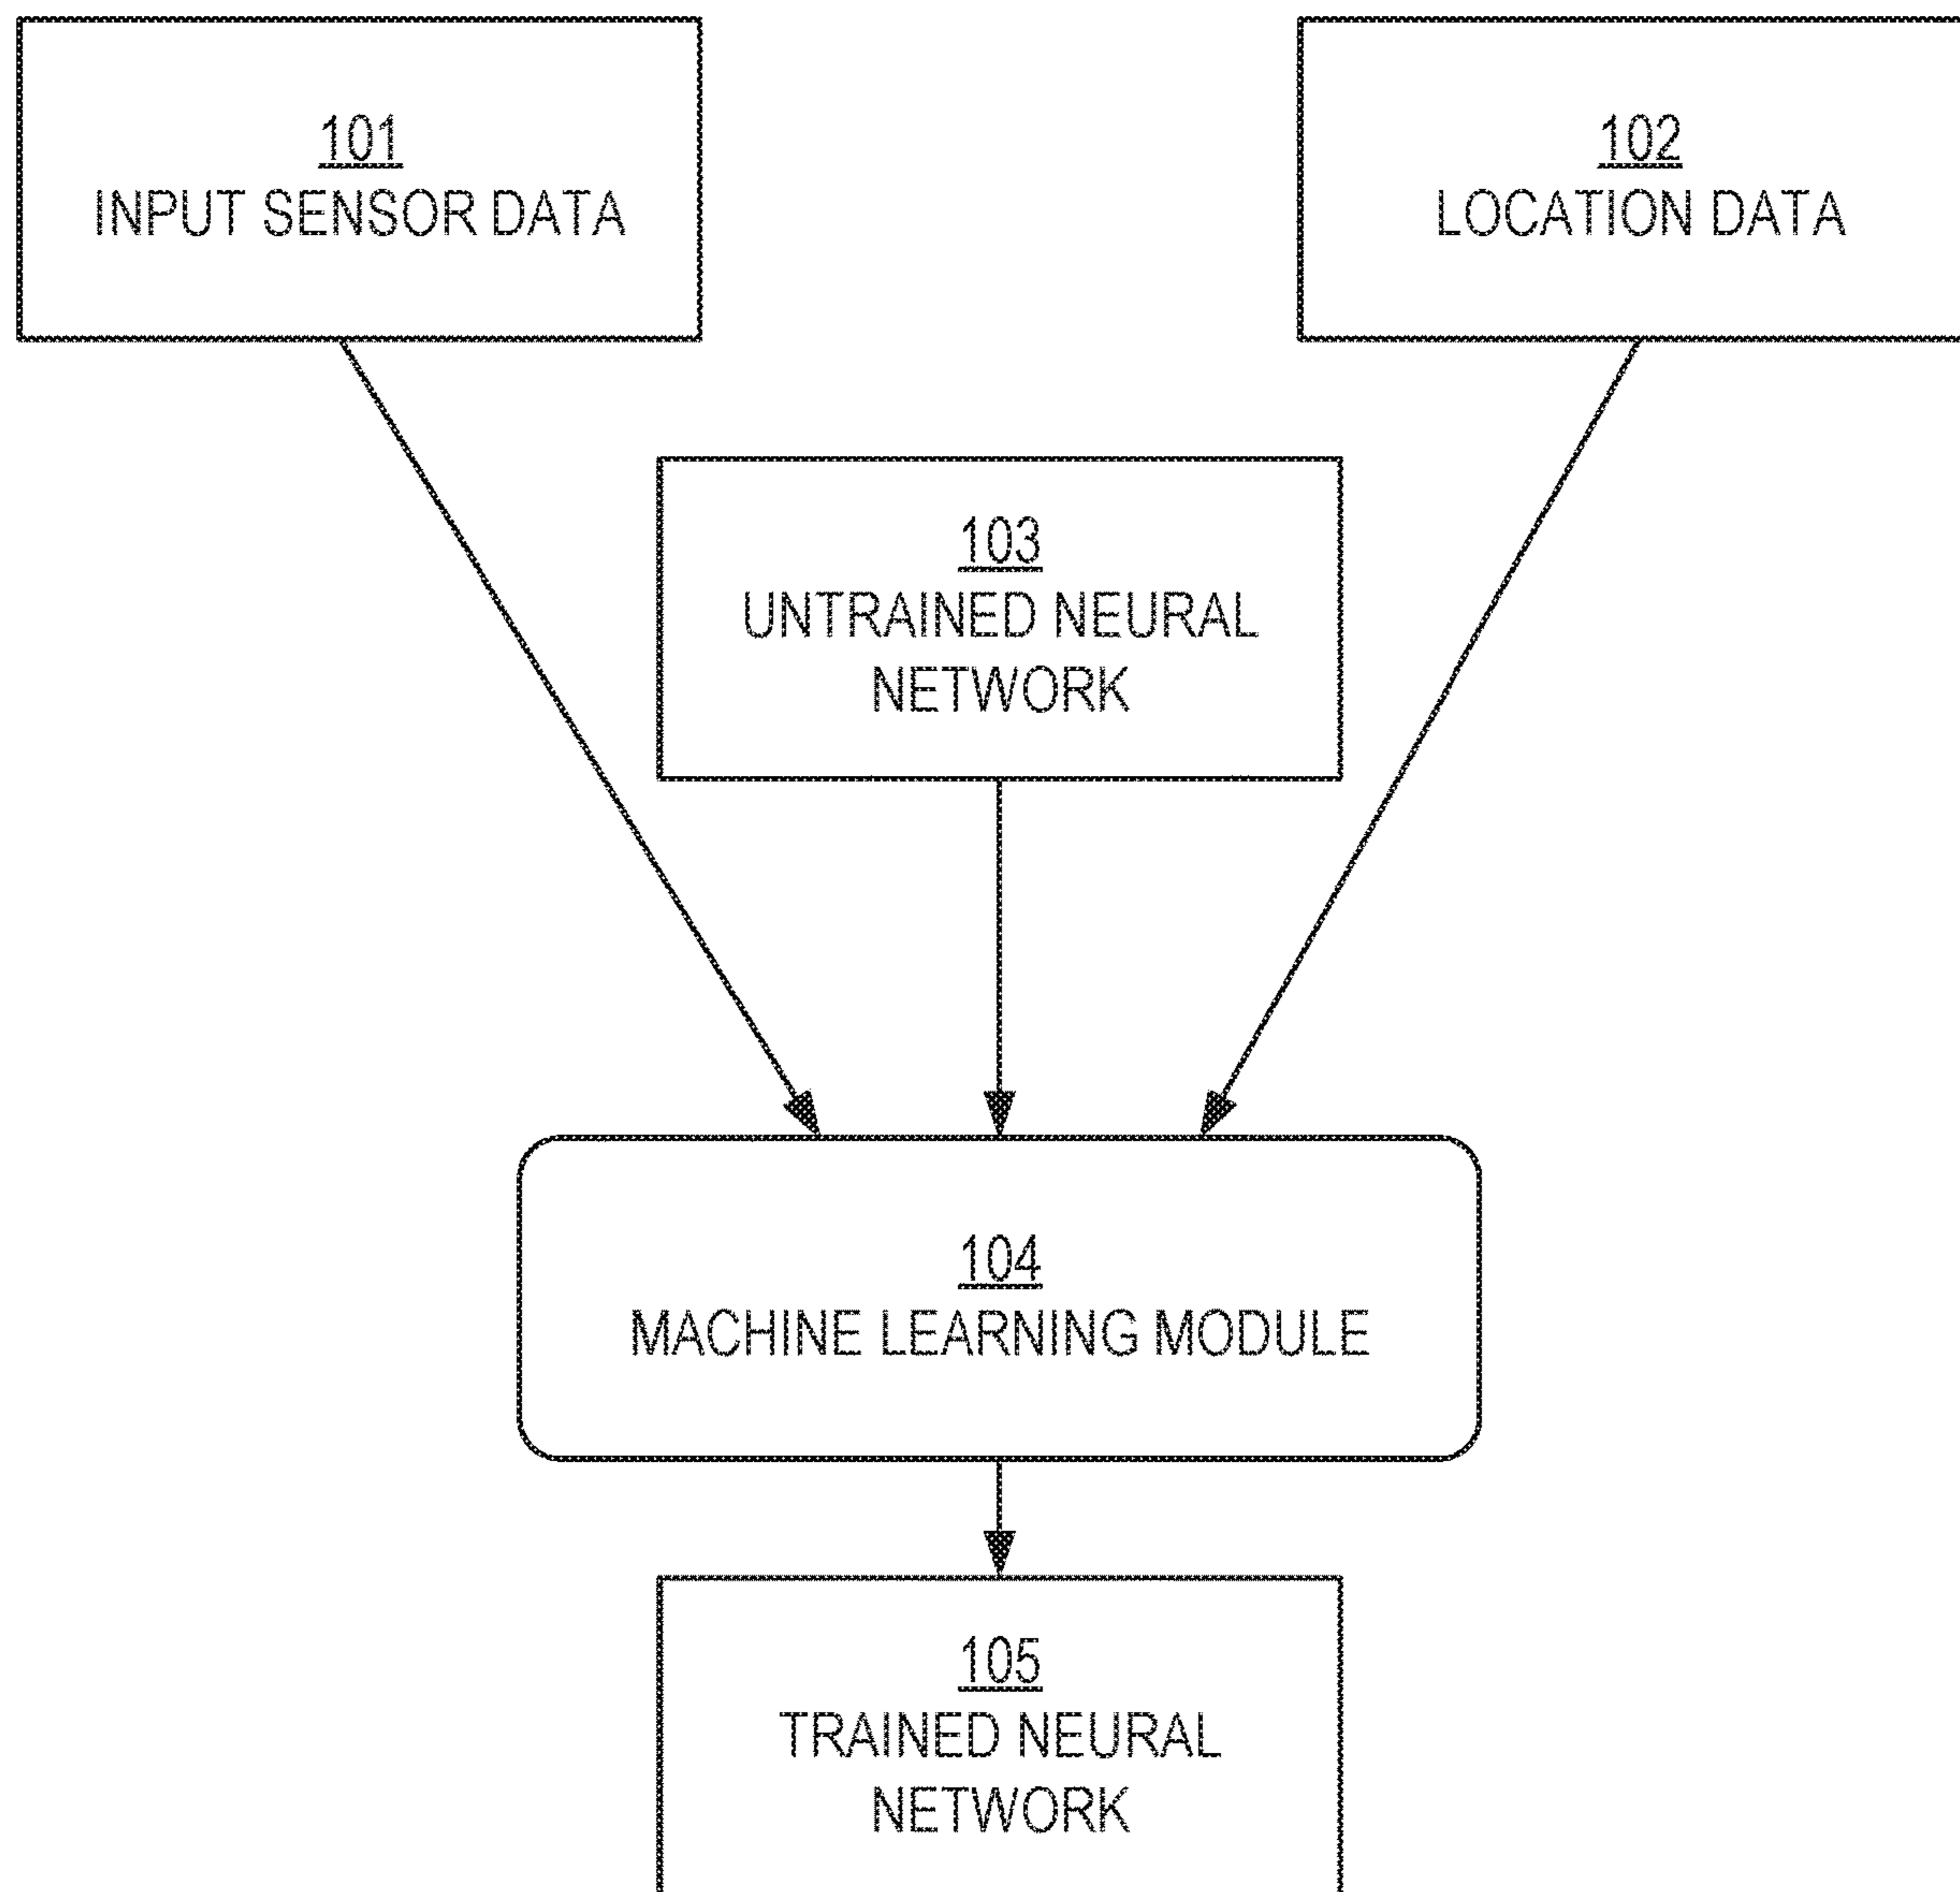 101
INPUT SENSOR DATA
102
LOCATION DATA
103
UNTRAINED NEURAL
NETWORK
104
MACHINE LEARNING MODULE
105
TRAINED NEURAL
NETWORK